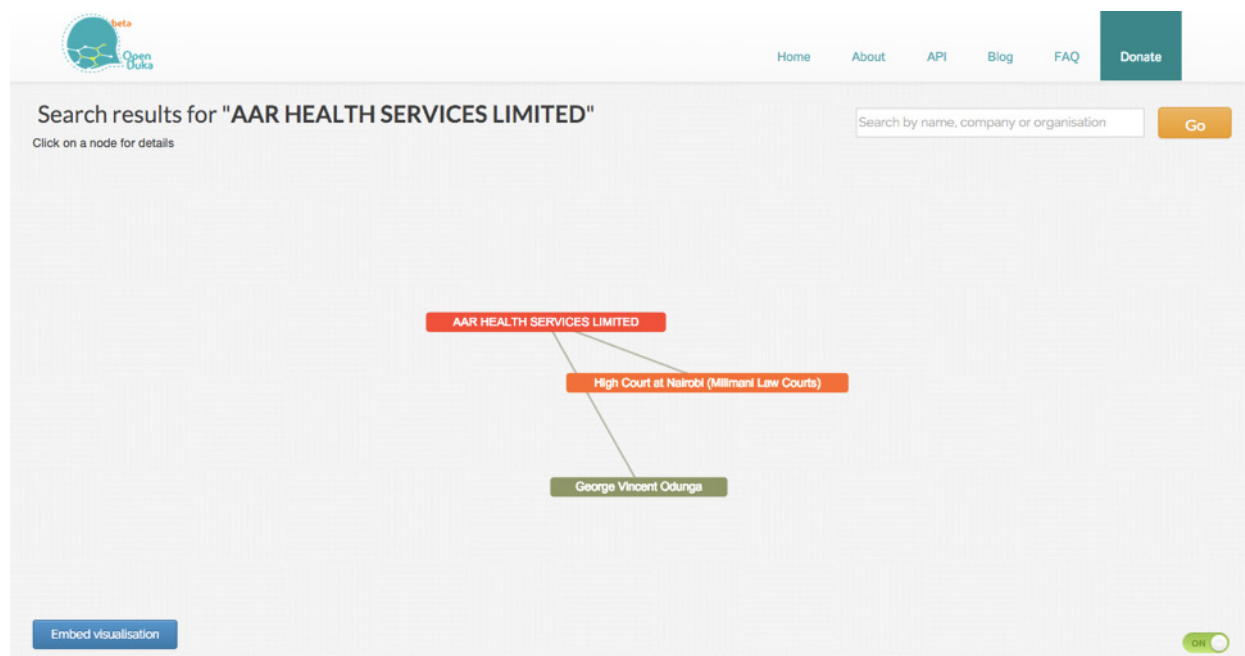 beta
Open
Duka
Home About API Blog FAQ Donate
Search results for "AAR HEALTH SERVICES LIMITED"
Search by name, company or organisation Go
Click on a node for details
AAR HEALTH SERVICES LIMITED
High Court at Nairobi (Milimani Law Courts)
George Vincent Odunga
Embed visualisation
ON